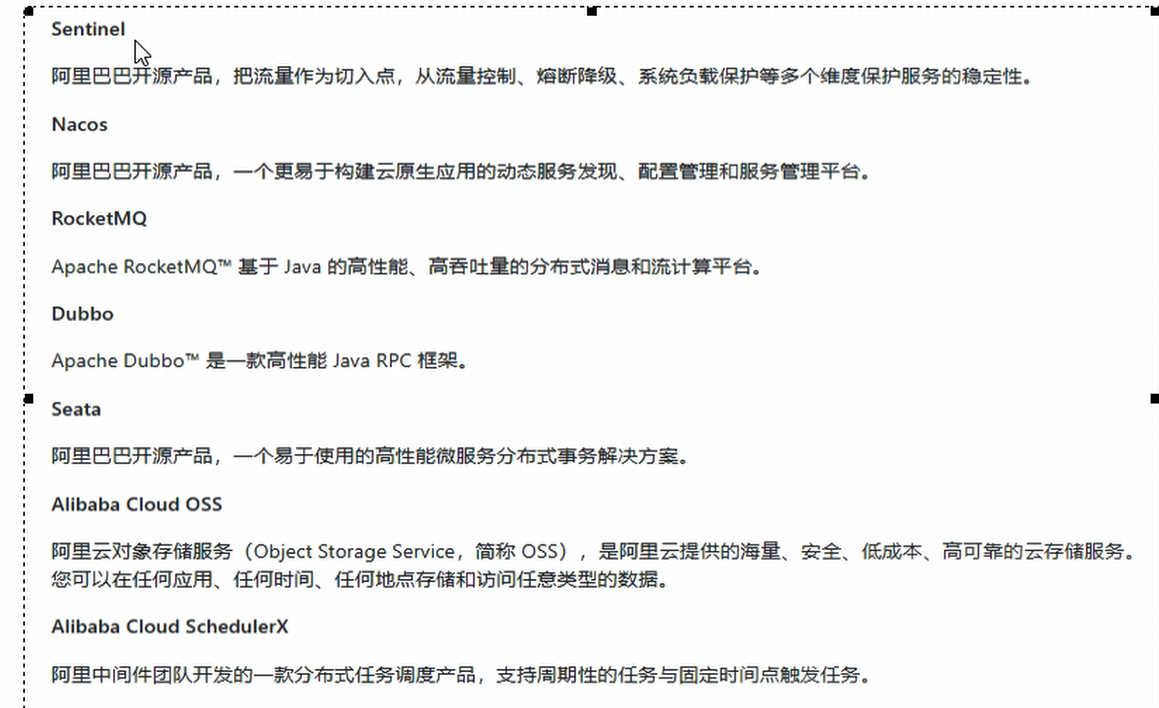 Sentinel
阿里巴巴开源产品，把流量作为切入点，从流量控制、熔断降级、系统负载保护等多个维度保护服务的稳定性。
Nacos
阿里巴巴开源产品，一个更易于构建云原生应用的动态服务发现、配置管理和服务管理平台。
RocketMQ
Apache RocketMQ™ 基于 Java 的高性能、高吞吐量的分布式消息和流计算平台。
Dubbo
Apache Dubbo™ 是一款高性能 Java RPC 框架。
Seata
阿里巴巴开源产品，一个易于使用的高性能微服务分布式事务解决方案。
Alibaba Cloud OSS
阿里云对象存储服务（Object Storage Service，简称 OSS），是阿里云提供的海量、安全、低成本、高可靠的云存储服务。
您可以在任何应用、任何时间、任何地点存储和访问任意类型的数据。
Alibaba Cloud SchedulerX
阿里中间件团队开发的一款分布式任务调度产品，支持周期性的任务与固定时间点触发任务。